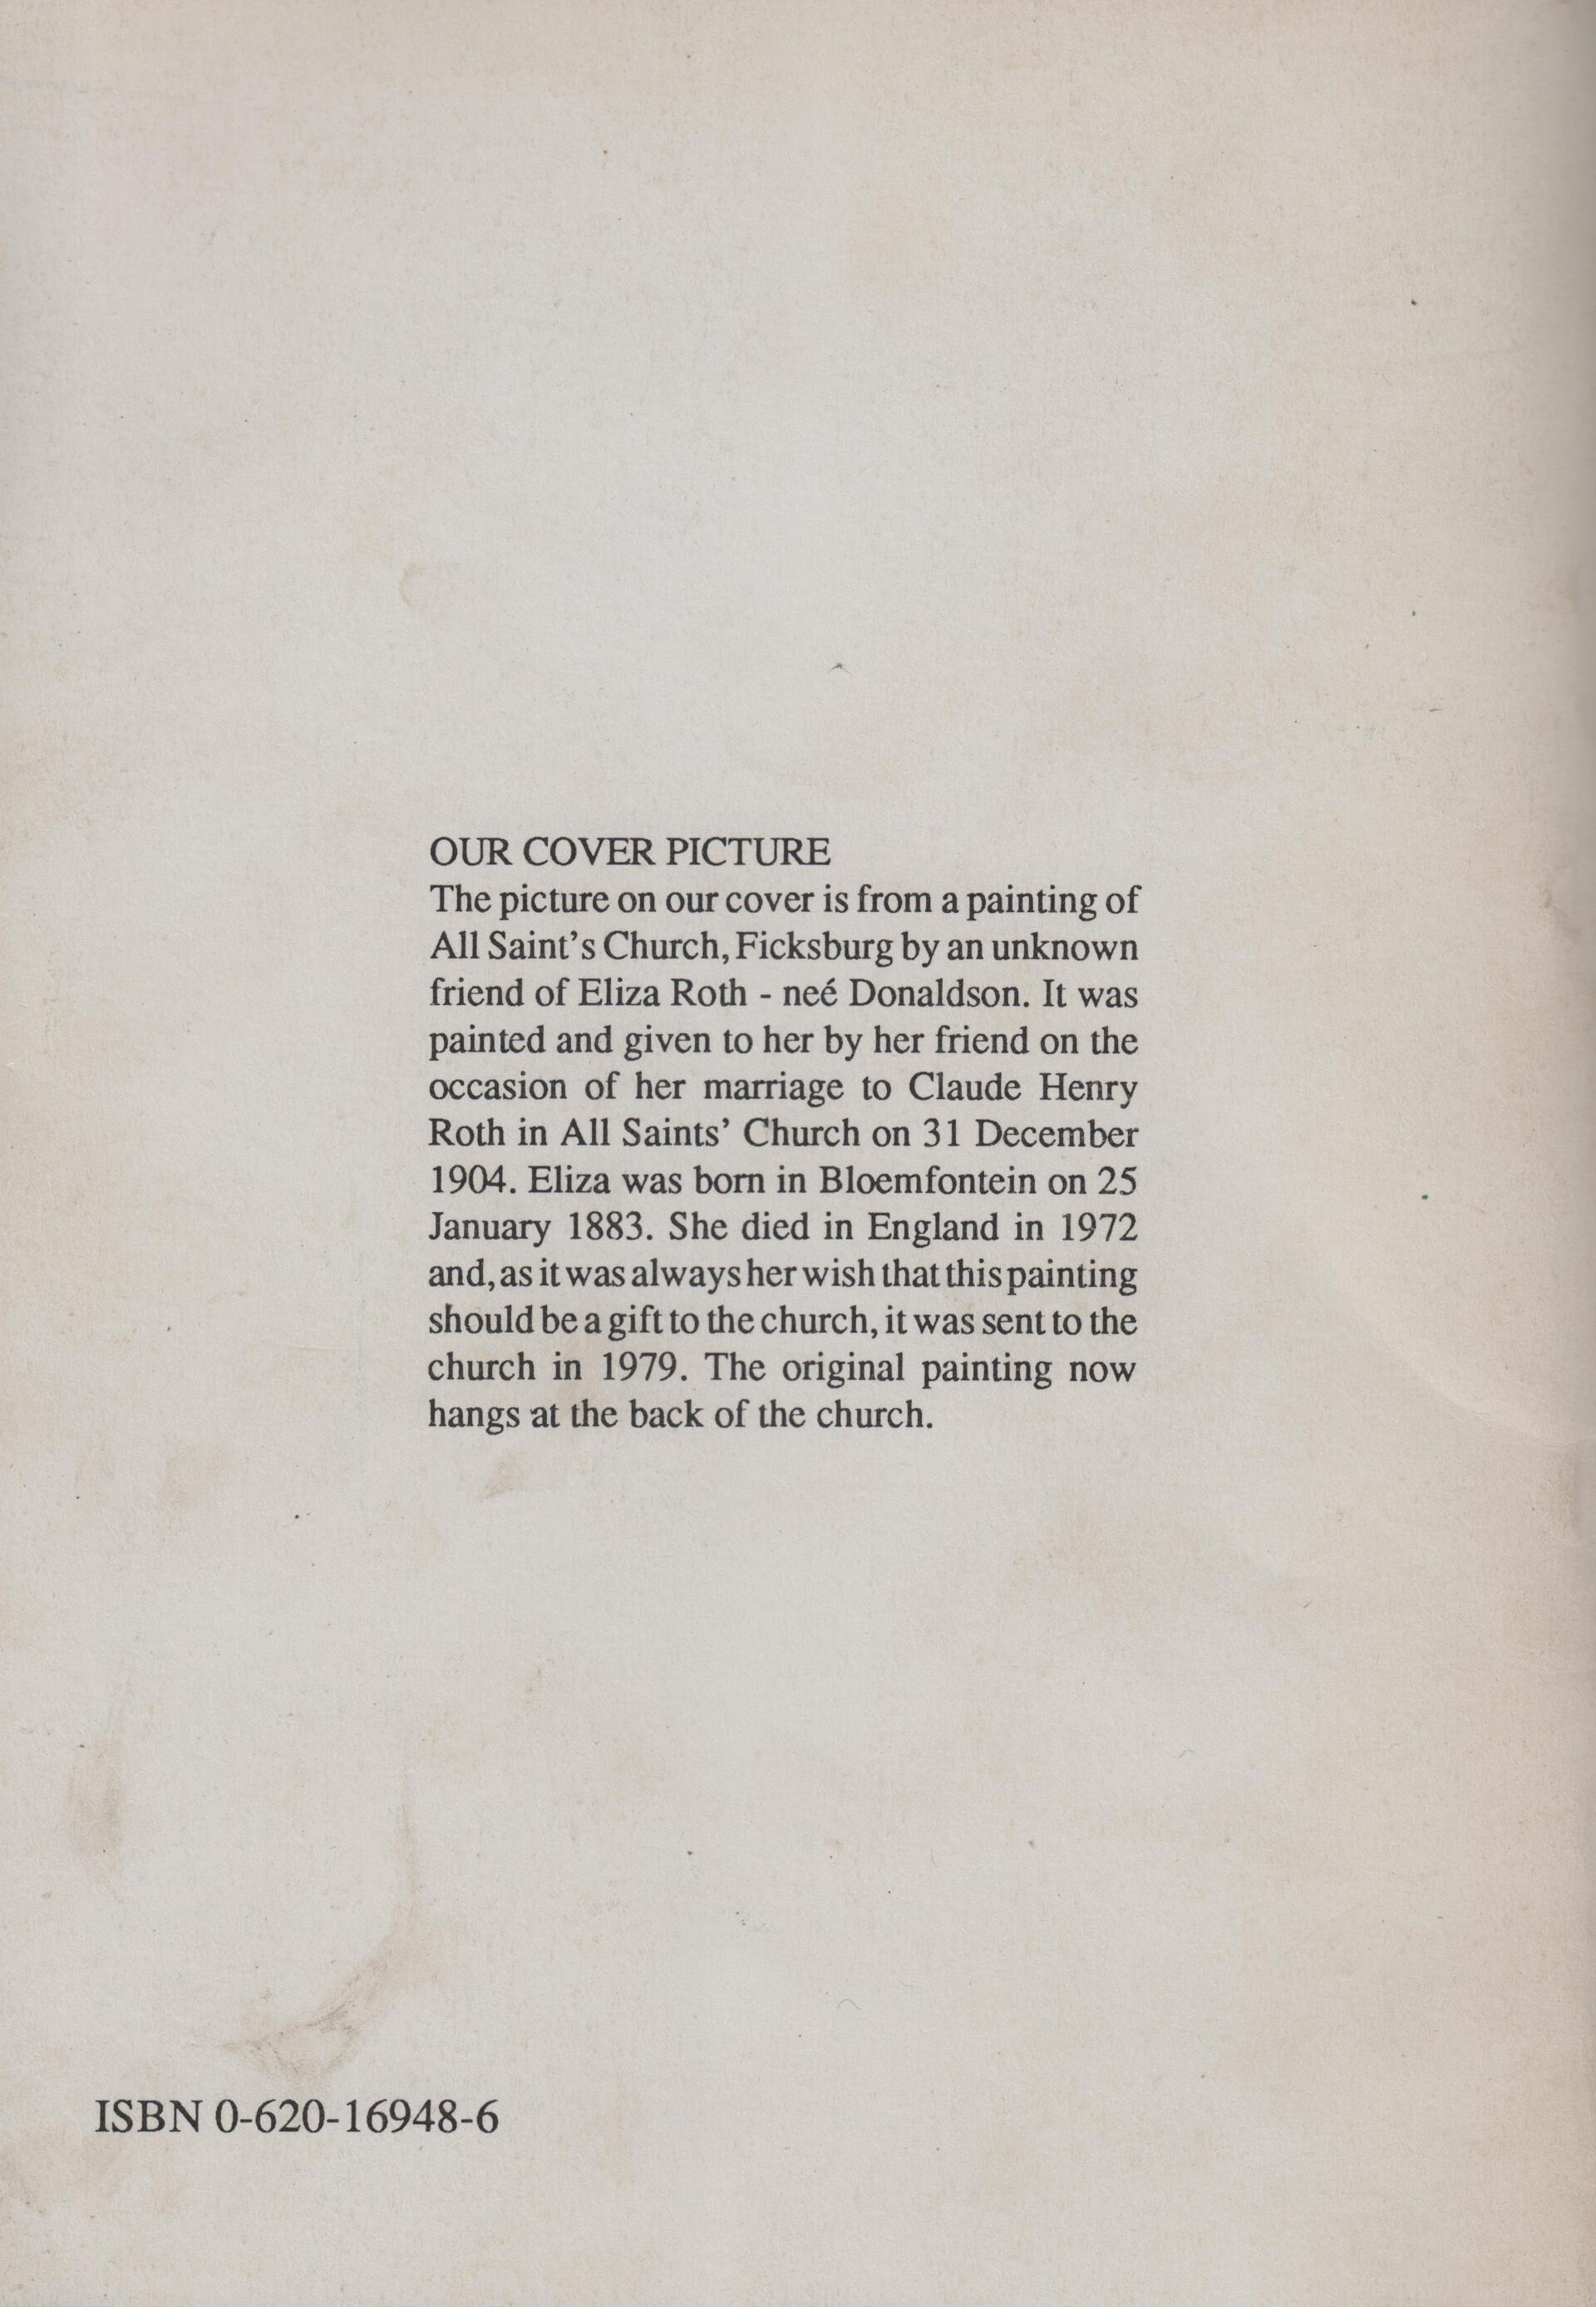 OUR COVER PICTURE
The picture on our cover is from a painting of
All Saint's Church, Ficksburg by an unknown
friend of Eliza Roth - neé Donaldson. It was
painted and given to her by her friend on the
occasion of her marriage to Claude Henry
Roth in All Saints' Church on 31 December
1904. Eliza was born in Bloemfontein on 25
January 1883. She died in England in 1972
and, as it was always her wish that this painting
should be a gift to the church, it was sent to the
church in 1979. The original painting now
hangs at the back of the church.
ISBN 0-620-16948-6